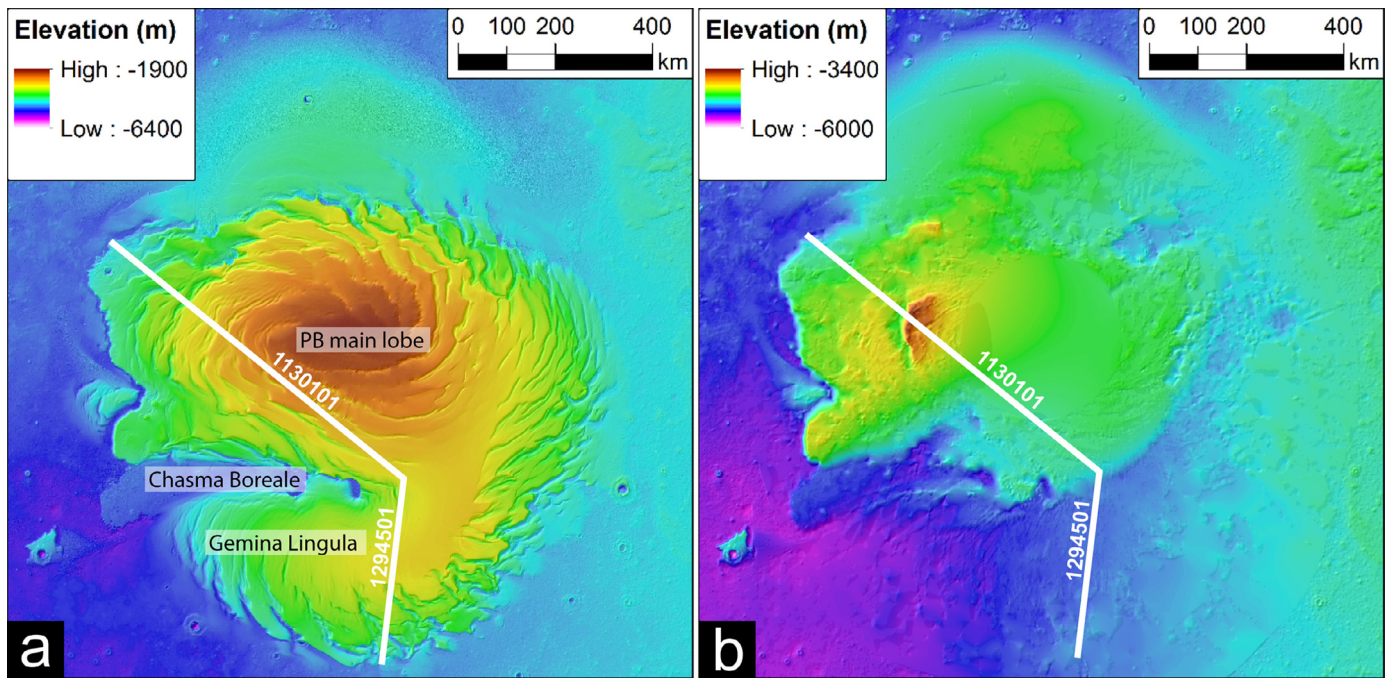 Elevation (m)
High : -1900
Low : -6400
0 100 200 400
km
PB main lobe
1130101
Chasma Boreale
Gemina Lingula
1294501
a
Elevation (m)
High : -3400
Low : -6000
0 100 200 400
km
1130101
1294501
b